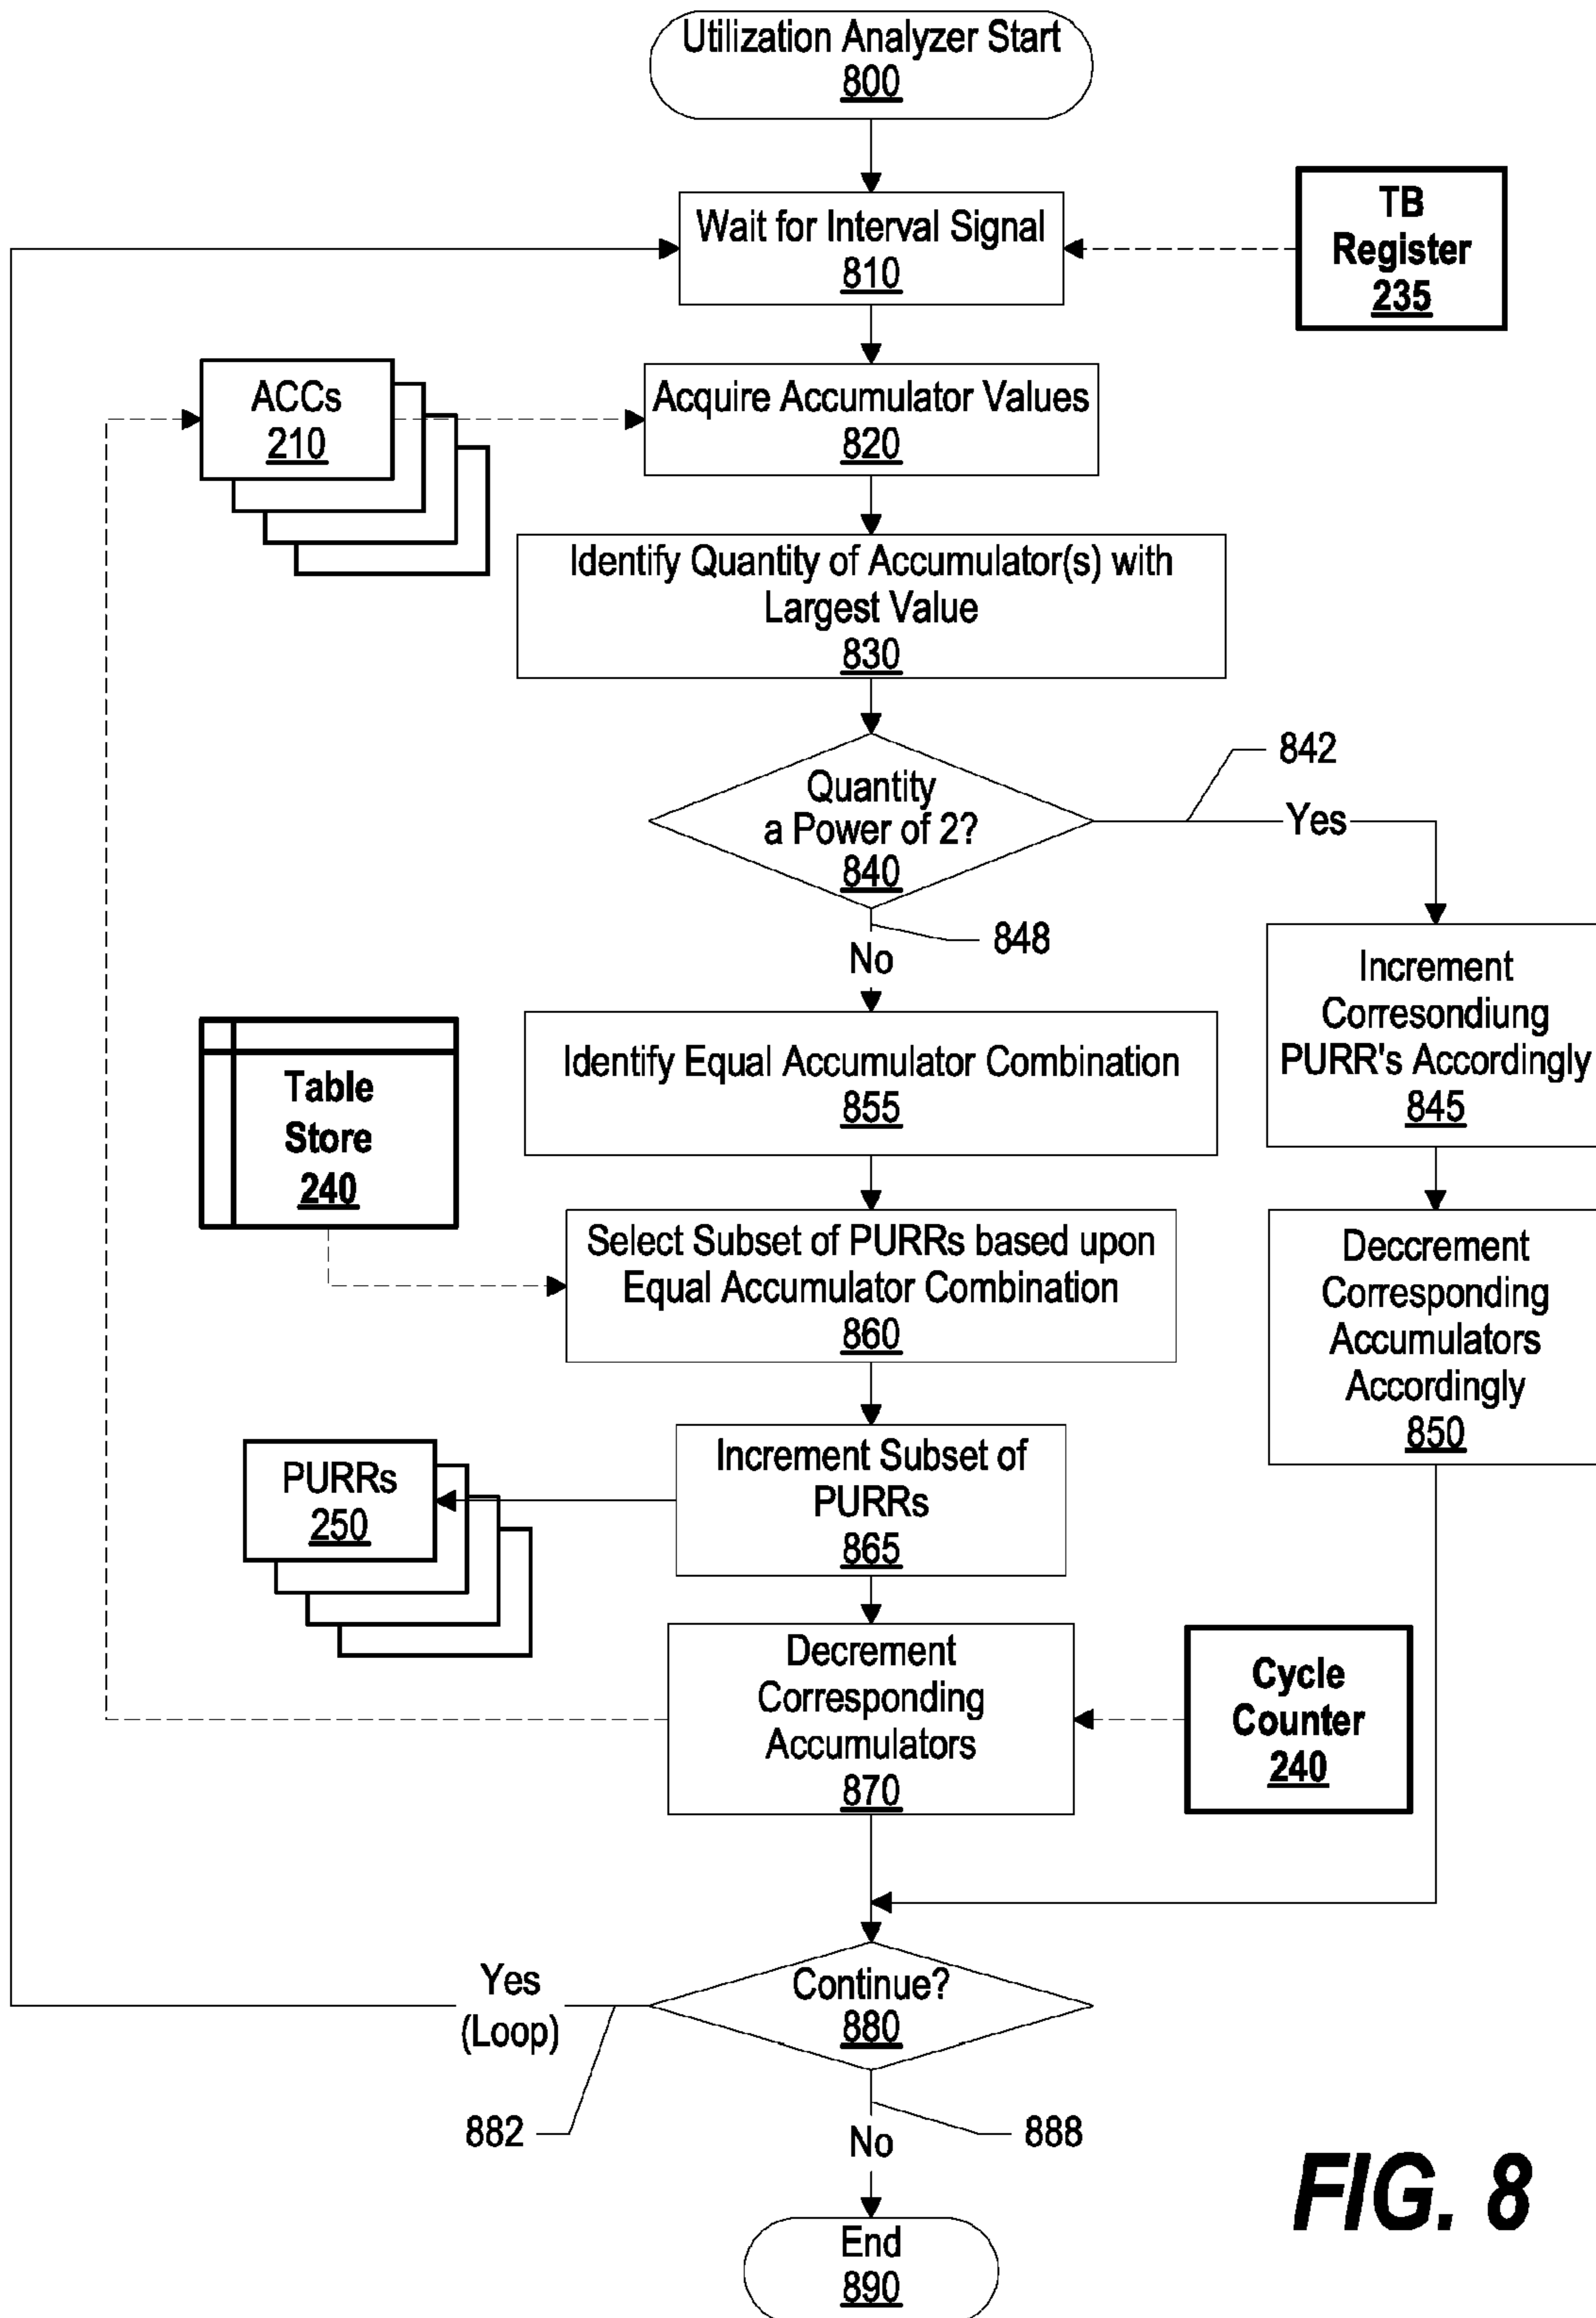 Utilization Analyzer Start
800
Wait for Interval Signal
810
TB
Register
235
ACCs
210
Acquire Accumulator Values
820
Identify Quantity of Accumulator(s) with
Largest Value
830
Quantity
a Power of 2?
840
842
Yes
848
No
Increment
Corresondiung
PURR's Accordingly
845
Identify Equal Accumulator Combination
855
Table
Store
240
Select Subset of PURRs based upon
Equal Accumulator Combination
860
Deccrement
Corresponding
Accumulators
Accordingly
850
Increment Subset of
PURRs
865
PURRs
250
Decrement
Corresponding
Accumulators
870
Cycle
Counter
240
Continue?
880
Yes
(Loop)
882
888
No
End
890
FIG. 8